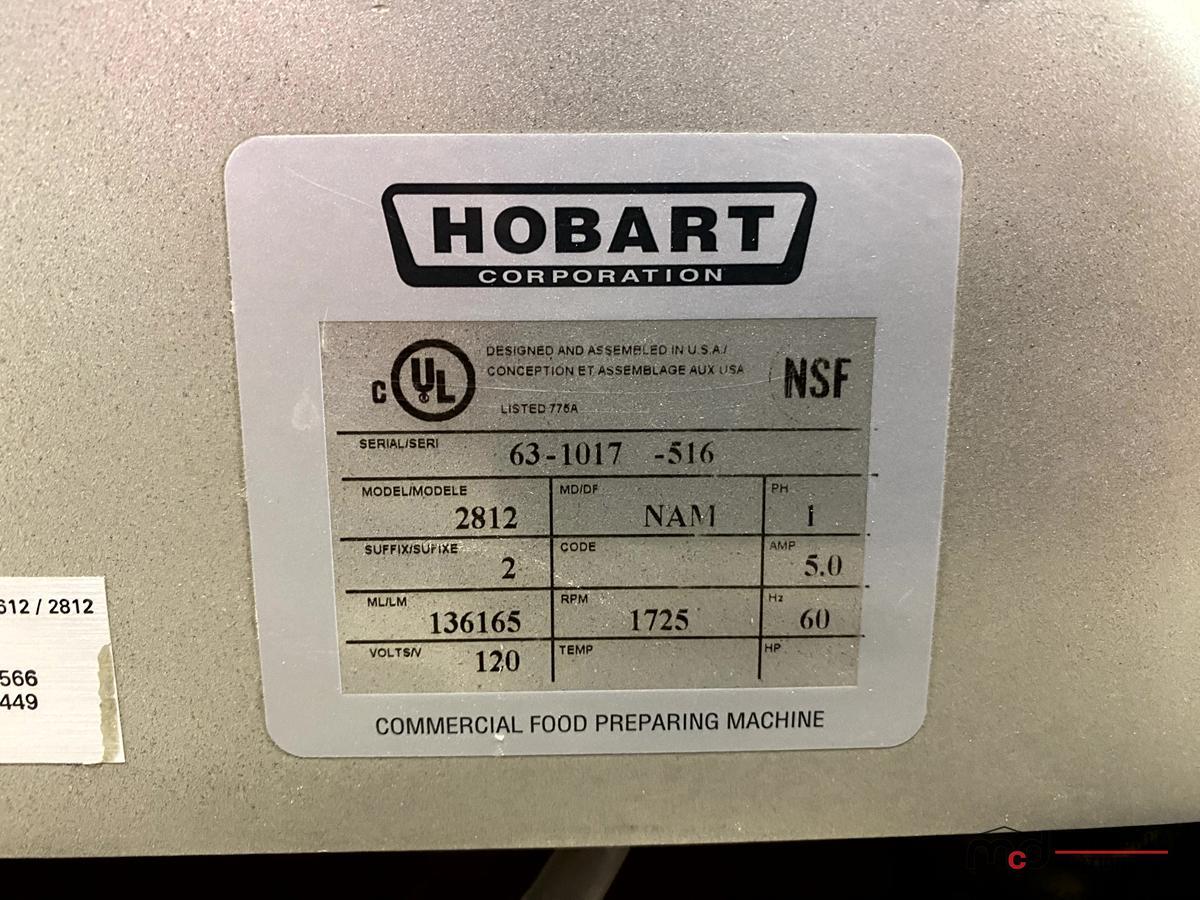 HOBART
CORPORATION
C UL
DESIGNED AND ASSEMBLED IN U.S.A./
CONCEPTION ET ASSEMBLAGE AUX USA
LISTED 776A
NSF
SERIAL/SERI 63-1017 -516
MODEL/MODELE 2812 MD/DF NAM PH 1
SUFFIX/SUFIXE 2 CODE AMP 5.0
ML/LM 136165 RPM 1725 Hz 60
VOLTS/V 120 TEMP HP
COMMERCIAL FOOD PREPARING MACHINE
612 / 2812
566
449
mcd